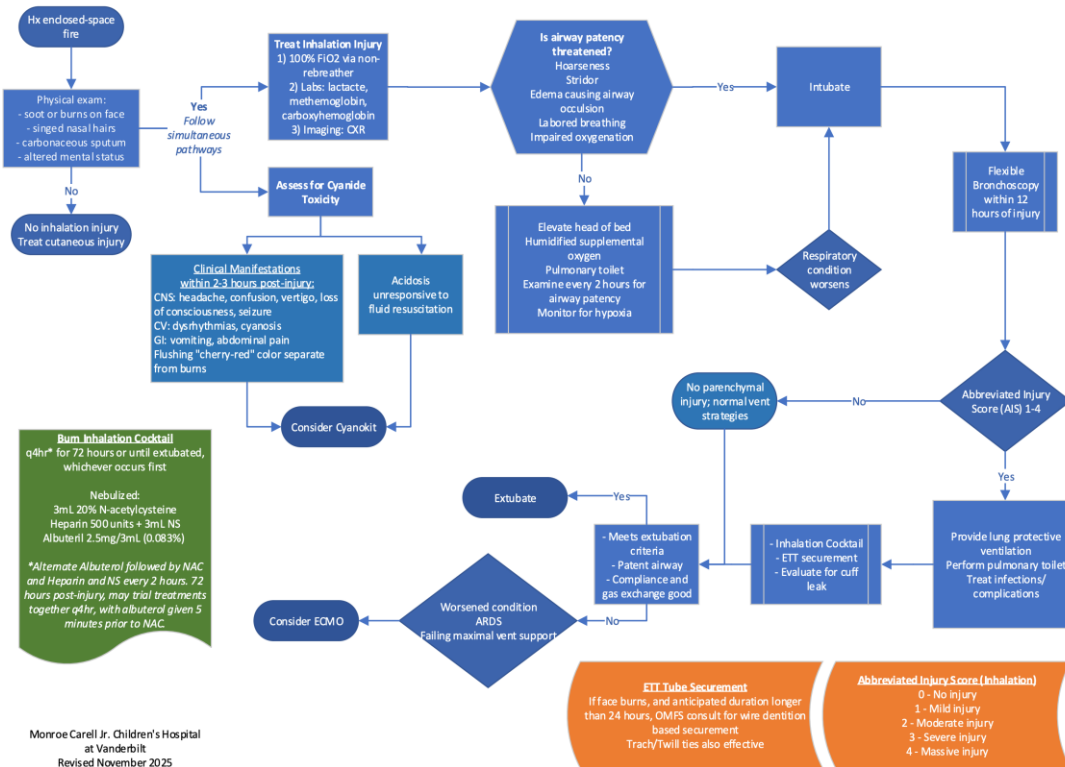 Hx enclosed-space
fire
Physical exam:
- soot or burns on face
- singed nasal hairs
- carbonaceous sputum
- altered mental status
No
No inhalation injury
Treat cutaneous injury
Yes
Follow
simultaneous
pathways
Treat Inhalation Injury
1) 100% FiO2 via non-
rebreather
2) Labs: lactacte,
methemoglobin,
carboxyhemoglobin
3) Imaging: CXR
Assess for Cyanide
Toxicity
Clinical Manifestations
within 2-3 hours post-injury:
CNS: headache, confusion, vertigo, loss
of consciousness, seizure
CV: dysrhythmias, cyanosis
GI: vomiting, abdominal pain
Flushing "cherry-red" color separate
from burns
Acidosis
unresponsive to
fluid resuscitation
Consider Cyanokit
Is airway patency
threatened?
Hoarseness
Stridor
Edema causing airway
occulsion
Labored breathing
Impaired oxygenation
Yes
No
Elevate head of bed
Humidified supplemental
oxygen
Pulmonary toilet
Examine every 2 hours for
airway patency
Monitor for hypoxia
Respiratory
condition
worsens
Intubate
Flexible
Bronchoscopy
within 12
hours of injury
Abbreviated Injury
Score (AIS) 1-4
No
No parenchymal
injury; normal vent
strategies
Yes
Provide lung protective
ventilation
Perform pulmonary toilet
Treat infections/
complications
- Inhalation Cocktail
- ETT securement
- Evaluate for cuff
leak
- Meets extubation
criteria
- Patent airway
- Compliance and
gas exchange good
Yes
Extubate
No
Worsened condition
ARDS
Failing maximal vent support
Consider ECMO
Burn Inhalation Cocktail
q4hr* for 72 hours or until extubated,
whichever occurs first
Nebulized:
3mL 20% N-acetylcysteine
Heparin 500 units + 3mL NS
Albuteril 2.5mg/3mL (0.083%)
*Alternate Albuterol followed by NAC
and Heparin and NS every 2 hours. 72
hours post-injury, may trial treatments
together q4hr, with albuterol given 5
minutes prior to NAC.
ETT Tube Securement
If face burns, and anticipated duration longer
than 24 hours, OMFS consult for wire dentition
based securement
Trach/Twill ties also effective
Abbreviated Injury Score (Inhalation)
0 - No injury
1 - Mild injury
2 - Moderate injury
3 - Severe injury
4 - Massive injury
Monroe Carell Jr. Children's Hospital
at Vanderbilt
Revised November 2025